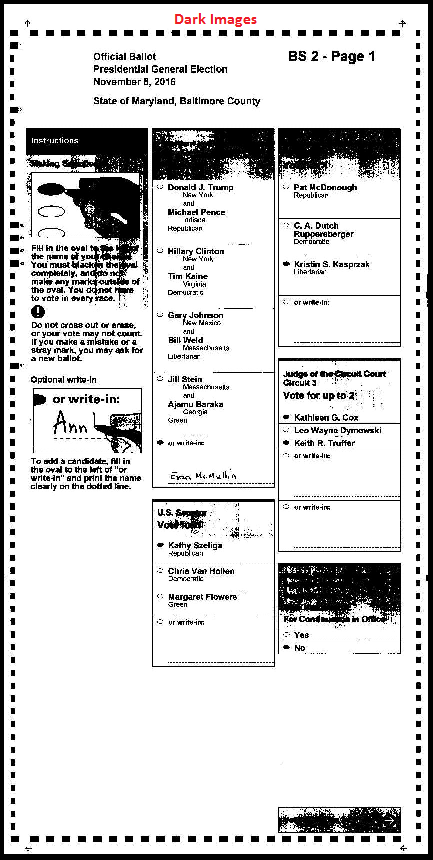 Dark Images
Official Ballot
Presidential General Election
November 8, 2016
State of Maryland, Baltimore County
BS 2 - Page 1
Instructions
Making Selections
Fill in the oval to the left of
the name of your choice.
You must blacken the oval
completely, and do not
make any marks outside of
the oval. You do not have
to vote in every race.
Do not cross out or erase,
or your vote may not count.
If you make a mistake or a
stray mark, you may ask for
a new ballot.
Optional write-in
or write-in:
Ann
To add a candidate, fill in
the oval to the left of "or
write-in" and print the name
clearly on the dotted line.
Donald J. Trump
New York
and
Michael Pence
Indiana
Republican
Hillary Clinton
New York
and
Tim Kaine
Virginia
Democratic
Gary Johnson
New Mexico
and
Bill Weld
Massachusetts
Libertarian
Jill Stein
Massachusetts
and
Ajamu Baraka
Georgia
Green
or write-in:
Evan McMullin
U.S. Senator
Vote for 1
Kathy Szeliga
Republican
Chris Van Hollen
Democratic
Margaret Flowers
Green
or write-in:
Pat McDonough
Republican
C. A. Dutch
Ruppersberger
Democratic
Kristin S. Kasprzak
Libertarian
or write-in:
Judge of the Circuit Court
Circuit 3
Vote for up to 2
Kathleen G. Cox
Leo Wayne Dymowski
Keith R. Truffer
or write-in:
or write-in:
For Continuance in Office
Yes
No